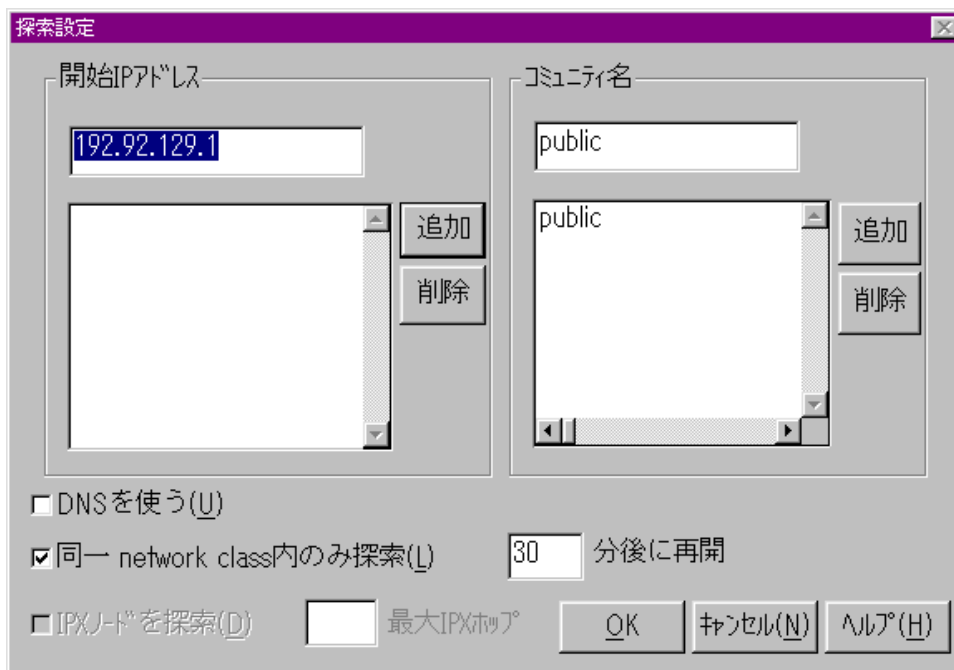 探索設定
開始IPｱﾄﾞﾚｽ
192.92.129.1
追加
削除
ｺﾐｭﾆﾃｨ名
public
public
追加
削除
DNSを使う(U)
同一 network class内のみ探索(L)
30 分後に再開
IPXﾉｰﾄﾞを探索(D)
最大IPXﾎｯﾌﾟ
OK
ｷｬﾝｾﾙ(N)
ﾍﾙﾌﾟ(H)